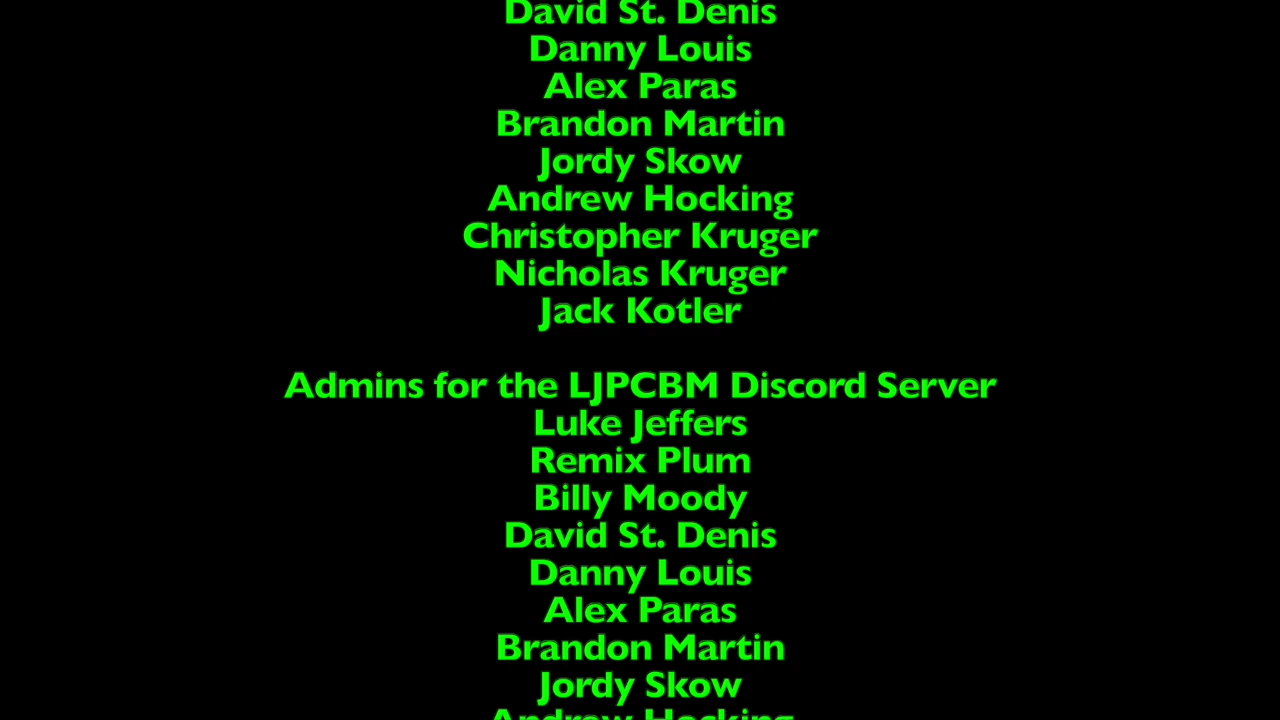 David St. Denis
Danny Louis
Alex Paras
Brandon Martin
Jordy Skow
Andrew Hocking
Christopher Kruger
Nicholas Kruger
Jack Kotler
Admins for the LJPCBM Discord Server
Luke Jeffers
Remix Plum
Billy Moody
David St. Denis
Danny Louis
Alex Paras
Brandon Martin
Jordy Skow
Andrew Hocking